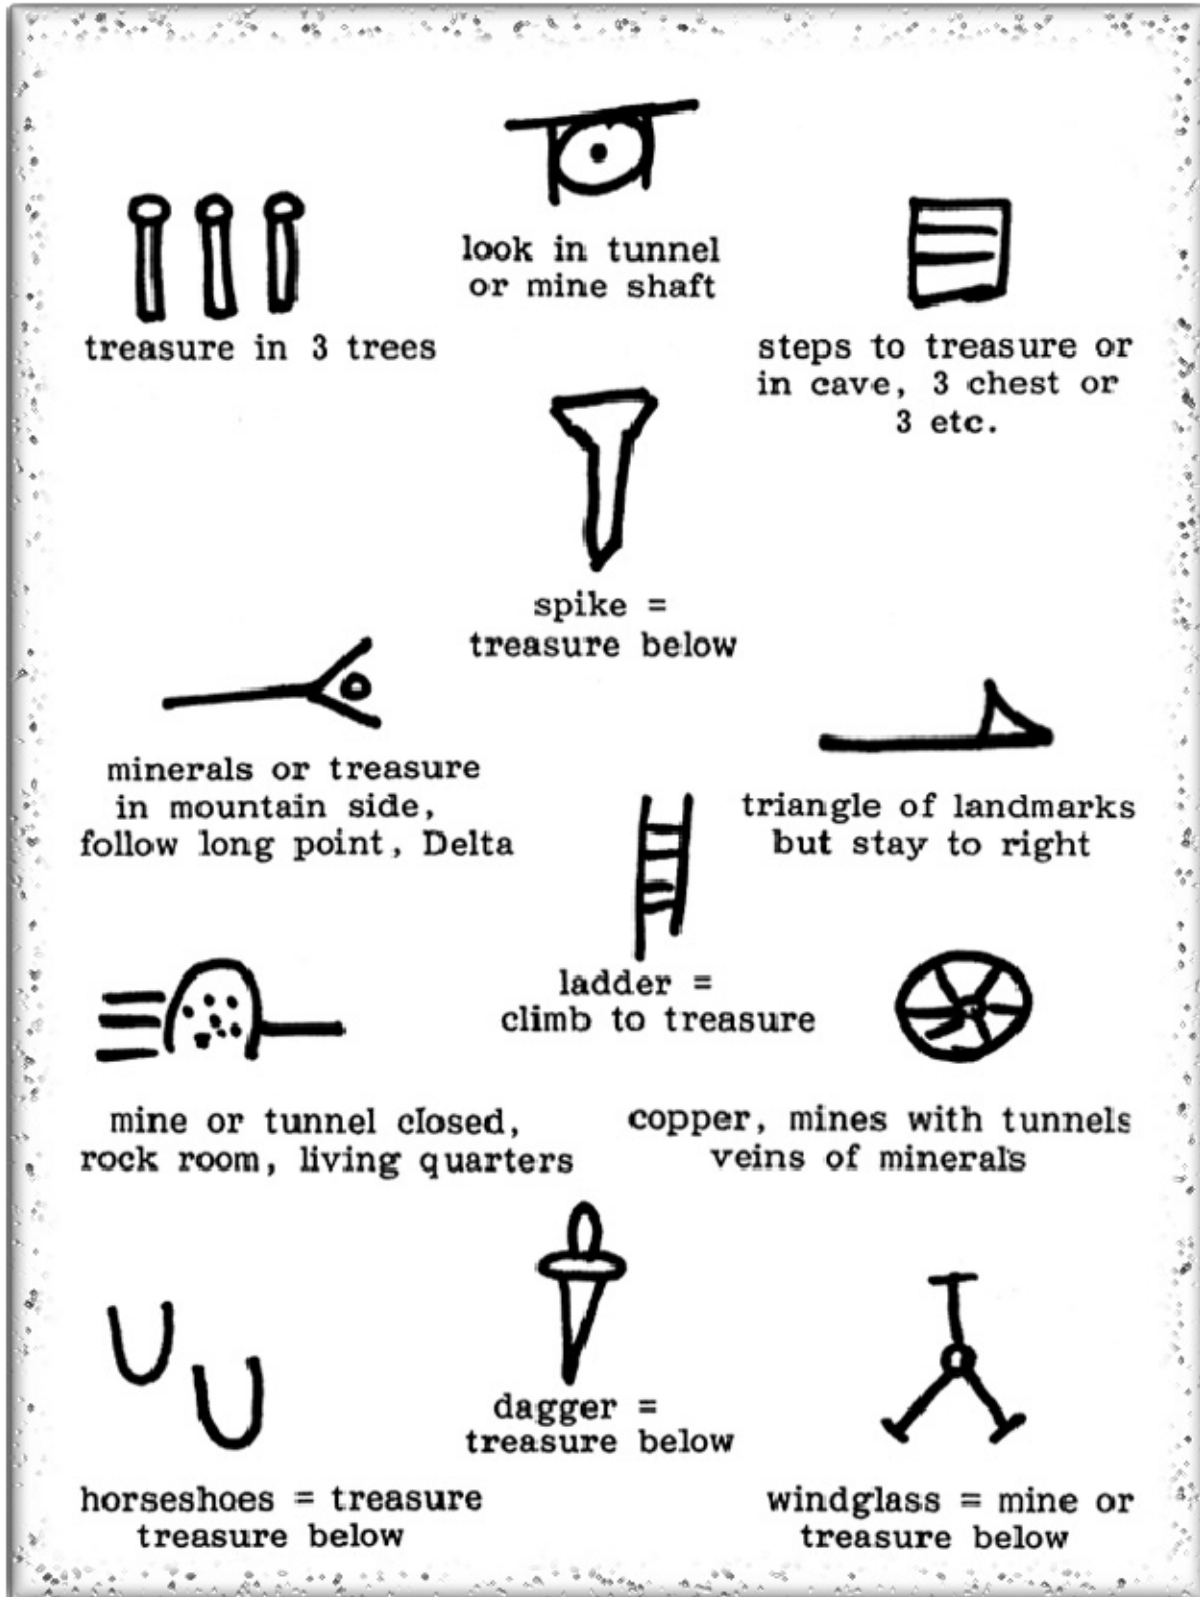 look in tunnel
or mine shaft
treasure in 3 trees
steps to treasure or
in cave, 3 chest or
3 etc.
spike =
treasure below
minerals or treasure
in mountain side,
follow long point, Delta
triangle of landmarks
but stay to right
ladder =
climb to treasure
mine or tunnel closed,
rock room, living quarters
copper, mines with tunnels
veins of minerals
dagger =
treasure below
horseshoes = treasure
treasure below
windglass = mine or
treasure below